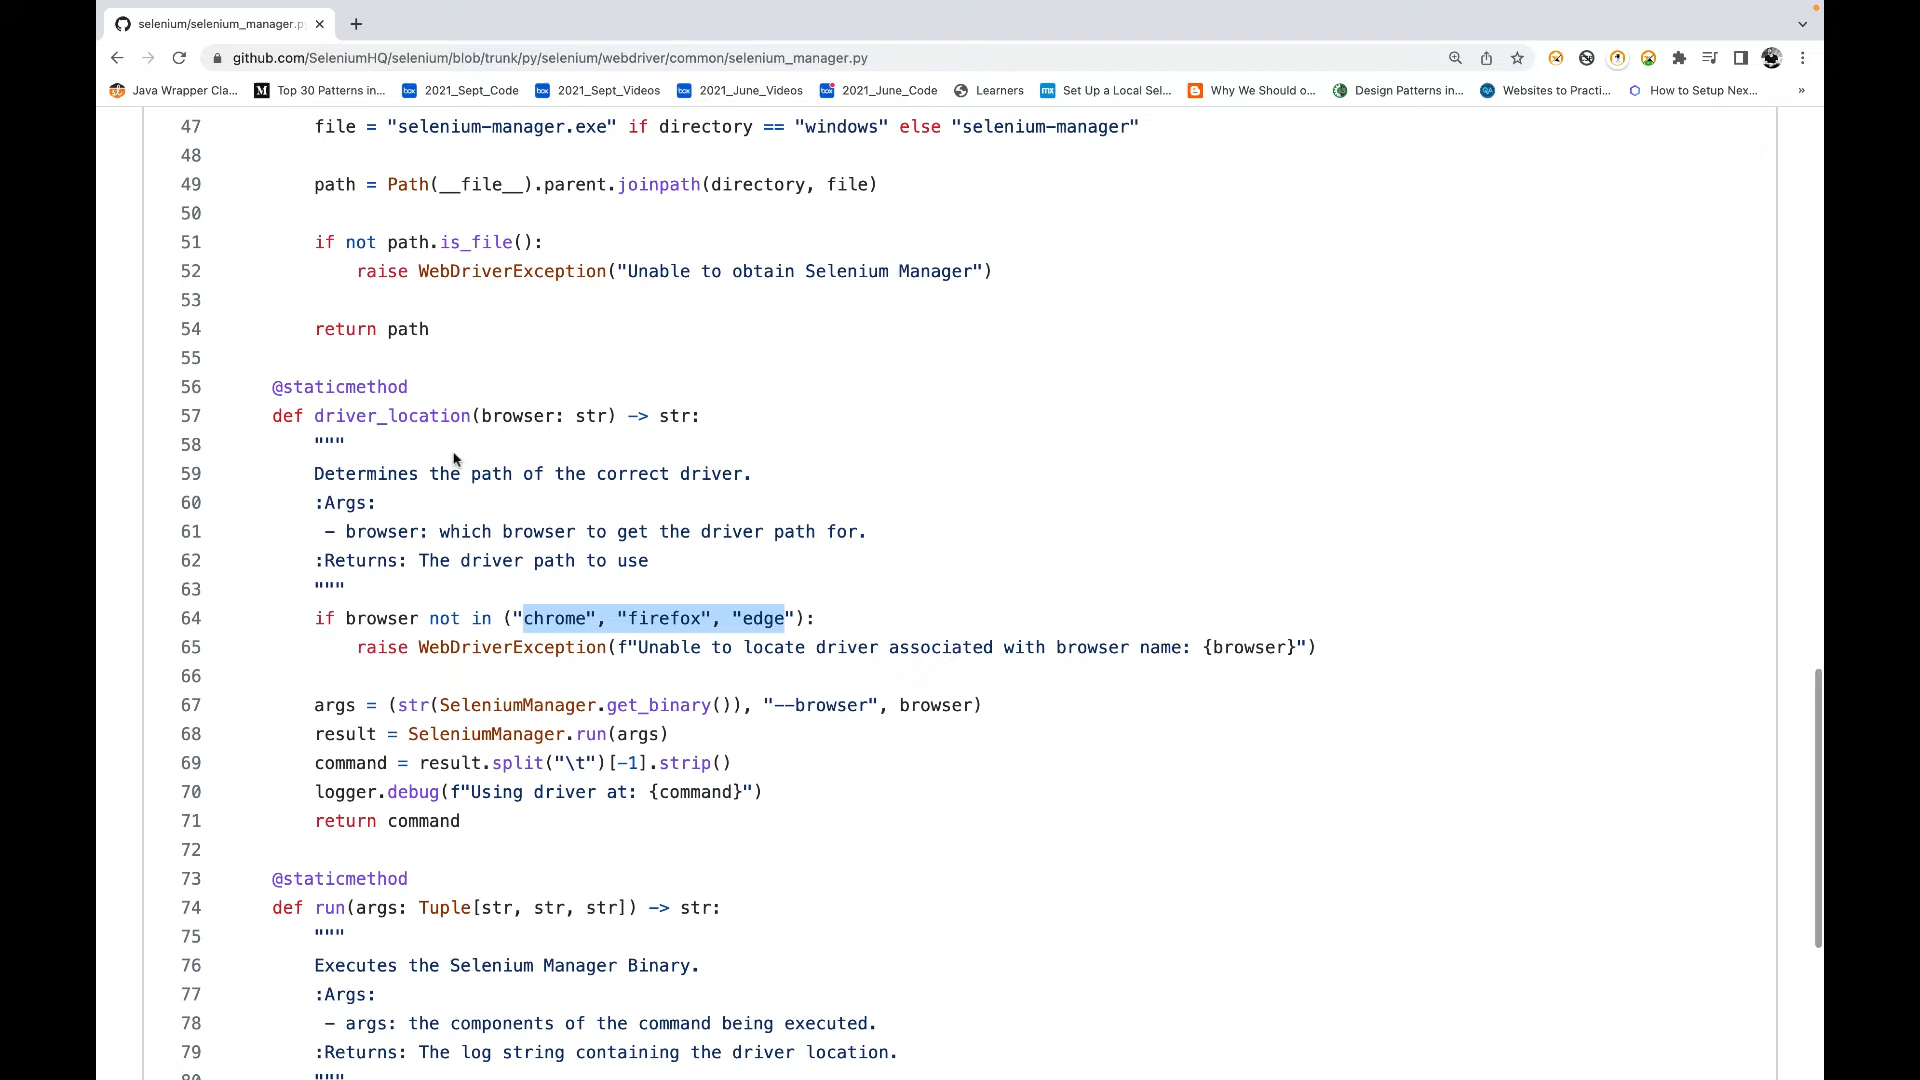 selenium/selenium_manager.p
github.com/SeleniumHQ/selenium/blob/trunk/py/selenium/webdriver/common/selenium_manager.py
Java Wrapper Cla... M Top 30 Patterns in... box 2021_Sept_Code box 2021_Sept_Videos box 2021_June_Videos box 2021_June_Code Learners mx Set Up a Local Sel... Why We Should o... Design Patterns in... QA Websites to Practi... How to Setup Nex... »
47 file = "selenium-manager.exe" if directory == "windows" else "selenium-manager"
48
49 path = Path(__file__).parent.joinpath(directory, file)
50
51 if not path.is_file():
52 raise WebDriverException("Unable to obtain Selenium Manager")
53
54 return path
55
56 @staticmethod
57 def driver_location(browser: str) -> str:
58 """
59 Determines the path of the correct driver.
60 :Args:
61 - browser: which browser to get the driver path for.
62 :Returns: The driver path to use
63 """
64 if browser not in ("chrome", "firefox", "edge"):
65 raise WebDriverException(f"Unable to locate driver associated with browser name: {browser}")
66
67 args = (str(SeleniumManager.get_binary()), "--browser", browser)
68 result = SeleniumManager.run(args)
69 command = result.split("\t")[-1].strip()
70 logger.debug(f"Using driver at: {command}")
71 return command
72
73 @staticmethod
74 def run(args: Tuple[str, str, str]) -> str:
75 """
76 Executes the Selenium Manager Binary.
77 :Args:
78 - args: the components of the command being executed.
79 :Returns: The log string containing the driver location.
80 """